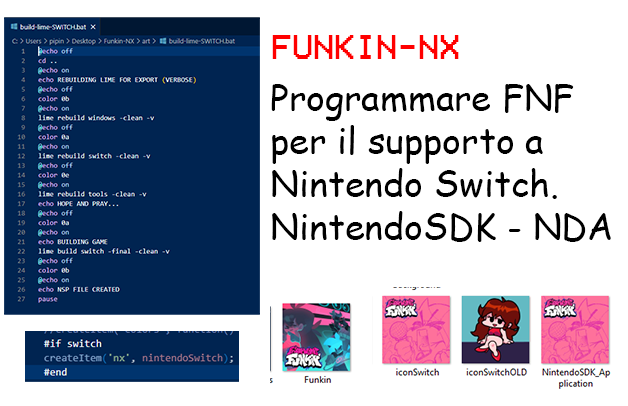 build-lime-SWITCH.bat ×
C: > Users > pipin > Desktop > Funkin-NX > art > build-lime-SWITCH.bat
1 @echo off
2 cd ..
3 @echo on
4 echo REBUILDING LIME FOR EXPORT (VERBOSE)
5 @echo off
6 color 0b
7 @echo on
8 lime rebuild windows -clean -v
9 @echo off
10 color 0a
11 @echo on
12 lime rebuild switch -clean -v
13 @echo off
14 color 0e
15 @echo on
16 lime rebuild tools -clean -v
17 echo HOPE AND PRAY...
18 @echo off
19 color 0a
20 @echo on
21 echo BUILDING GAME
22 lime build switch -final -clean -v
23 @echo off
24 color 0b
25 @echo on
26 echo NSP FILE CREATED
27 pause
FUNKIN-NX
Programmare FNF
per il supporto a
Nintendo Switch.
NintendoSDK - NDA
#if switch
createItem('nx', nintendoSwitch);
#end
s
Funkin
iconSwitch
iconSwitchOLD
NintendoSDK_Ap
plication